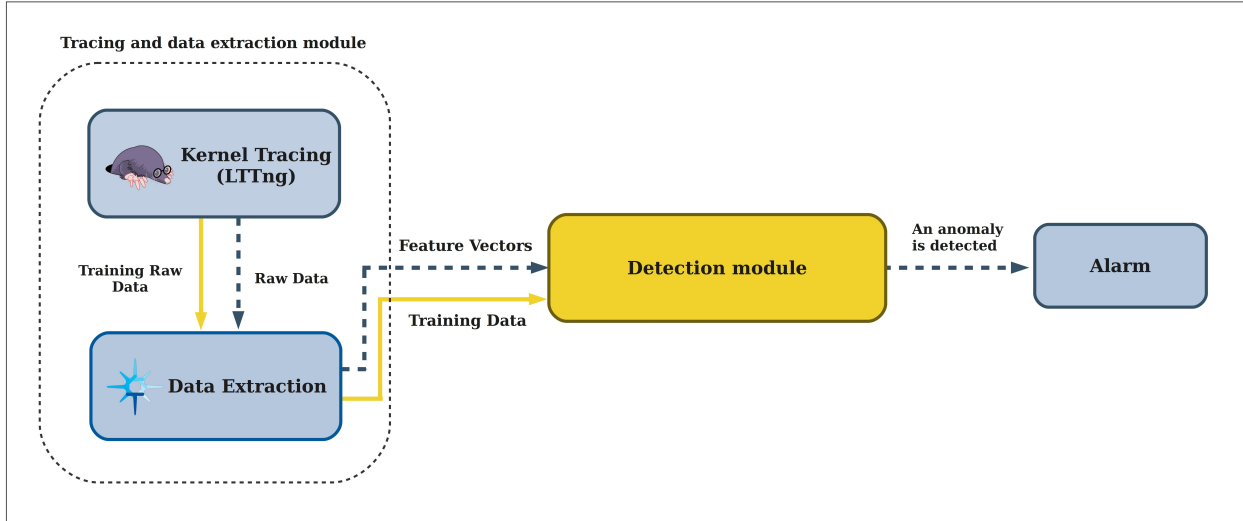 Tracing and data extraction module
Kernel Tracing
(LTTng)
Training Raw
Data
Raw Data
Data Extraction
Feature Vectors
Training Data
Detection module
An anomaly
is detected
Alarm